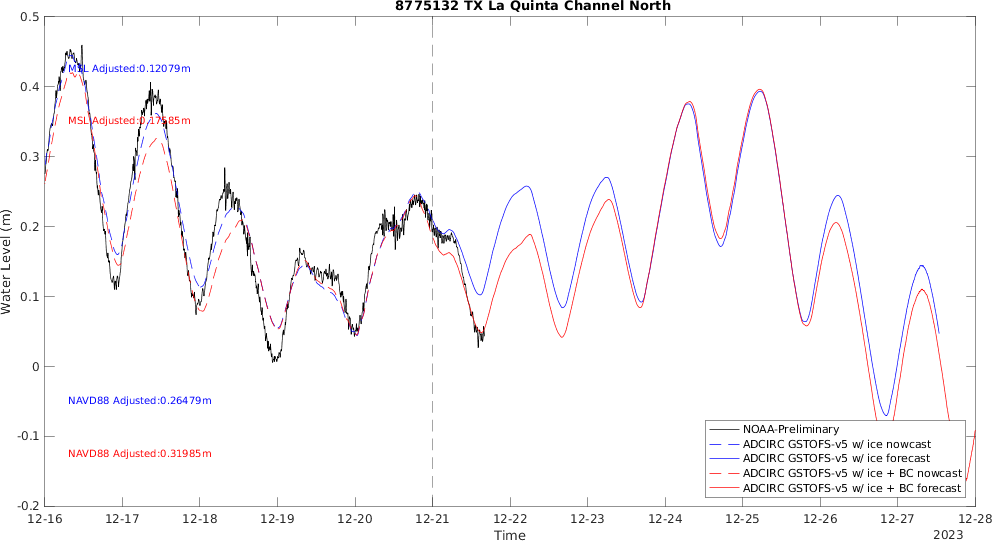 8775132 TX La Quinta Channel North
0.5
0.4
0.3
0.2
0.1
0
-0.1
-0.2
Water Level (m)
MSL Adjusted:0.12079m
MSL Adjusted:0.17585m
NAVD88 Adjusted:0.26479m
NAVD88 Adjusted:0.31985m
NOAA-Preliminary
ADCIRC GSTOFS-v5 w/ ice nowcast
ADCIRC GSTOFS-v5 w/ ice forecast
ADCIRC GSTOFS-v5 w/ ice + BC nowcast
ADCIRC GSTOFS-v5 w/ ice + BC forecast
12-16 12-17 12-18 12-19 12-20 12-21 12-22 12-23 12-24 12-25 12-26 12-27 12-28
Time
2023